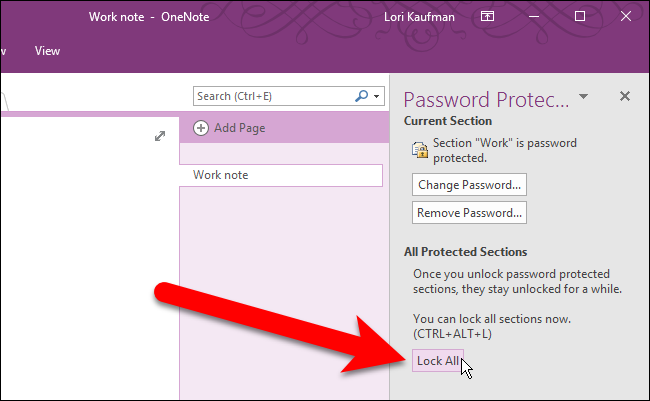 Work note - OneNote
Lori Kaufman
View
Search (Ctrl+E)
Add Page
Work note
Password Protec...
Current Section
Section "Work" is password
protected.
Change Password...
Remove Password...
All Protected Sections
Once you unlock password protected
sections, they stay unlocked for a while.
You can lock all sections now.
(CTRL+ALT+L)
Lock All